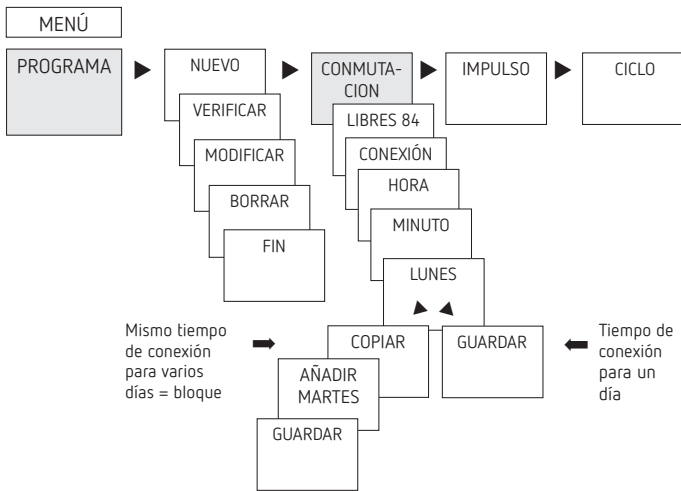 MENÚ
PROGRAMA
NUEVO
VERIFICAR
MODIFICAR
BORRAR
FIN
CONMUTA-
CION
LIBRES 84
CONEXIÓN
HORA
MINUTO
LUNES
IMPULSO
CICLO
Mismo tiempo
de conexión
para varios
días = bloque
COPIAR
AÑADIR
MARTES
GUARDAR
GUARDAR
Tiempo de
conexión
para un
día